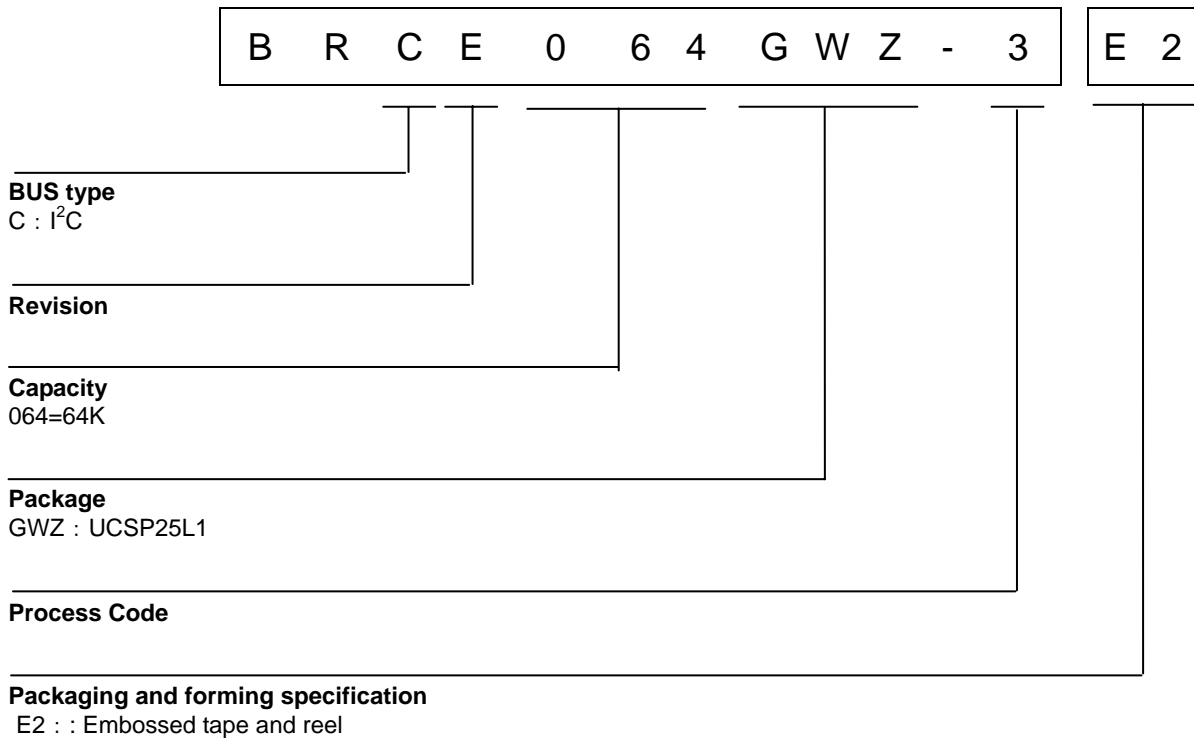 B R C E 0 6 4 G W Z - 3 E 2
BUS type
C：I²C
Revision
Capacity
064=64K
Package
GWZ：UCSP25L1
Process Code
Packaging and forming specification
E2：: Embossed tape and reel